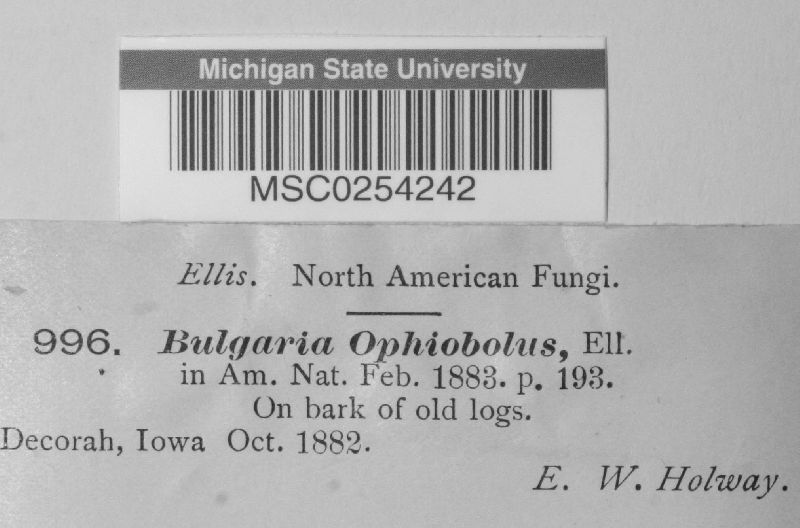 Michigan State University
MSC0254242
Ellis. North American Fungi.
996. Bulgaria Ophiobolus, Ell.
in Am. Nat. Feb. 1883. p. 193.
On bark of old logs.
Decorah, Iowa Oct. 1882.
E. W. Holway.